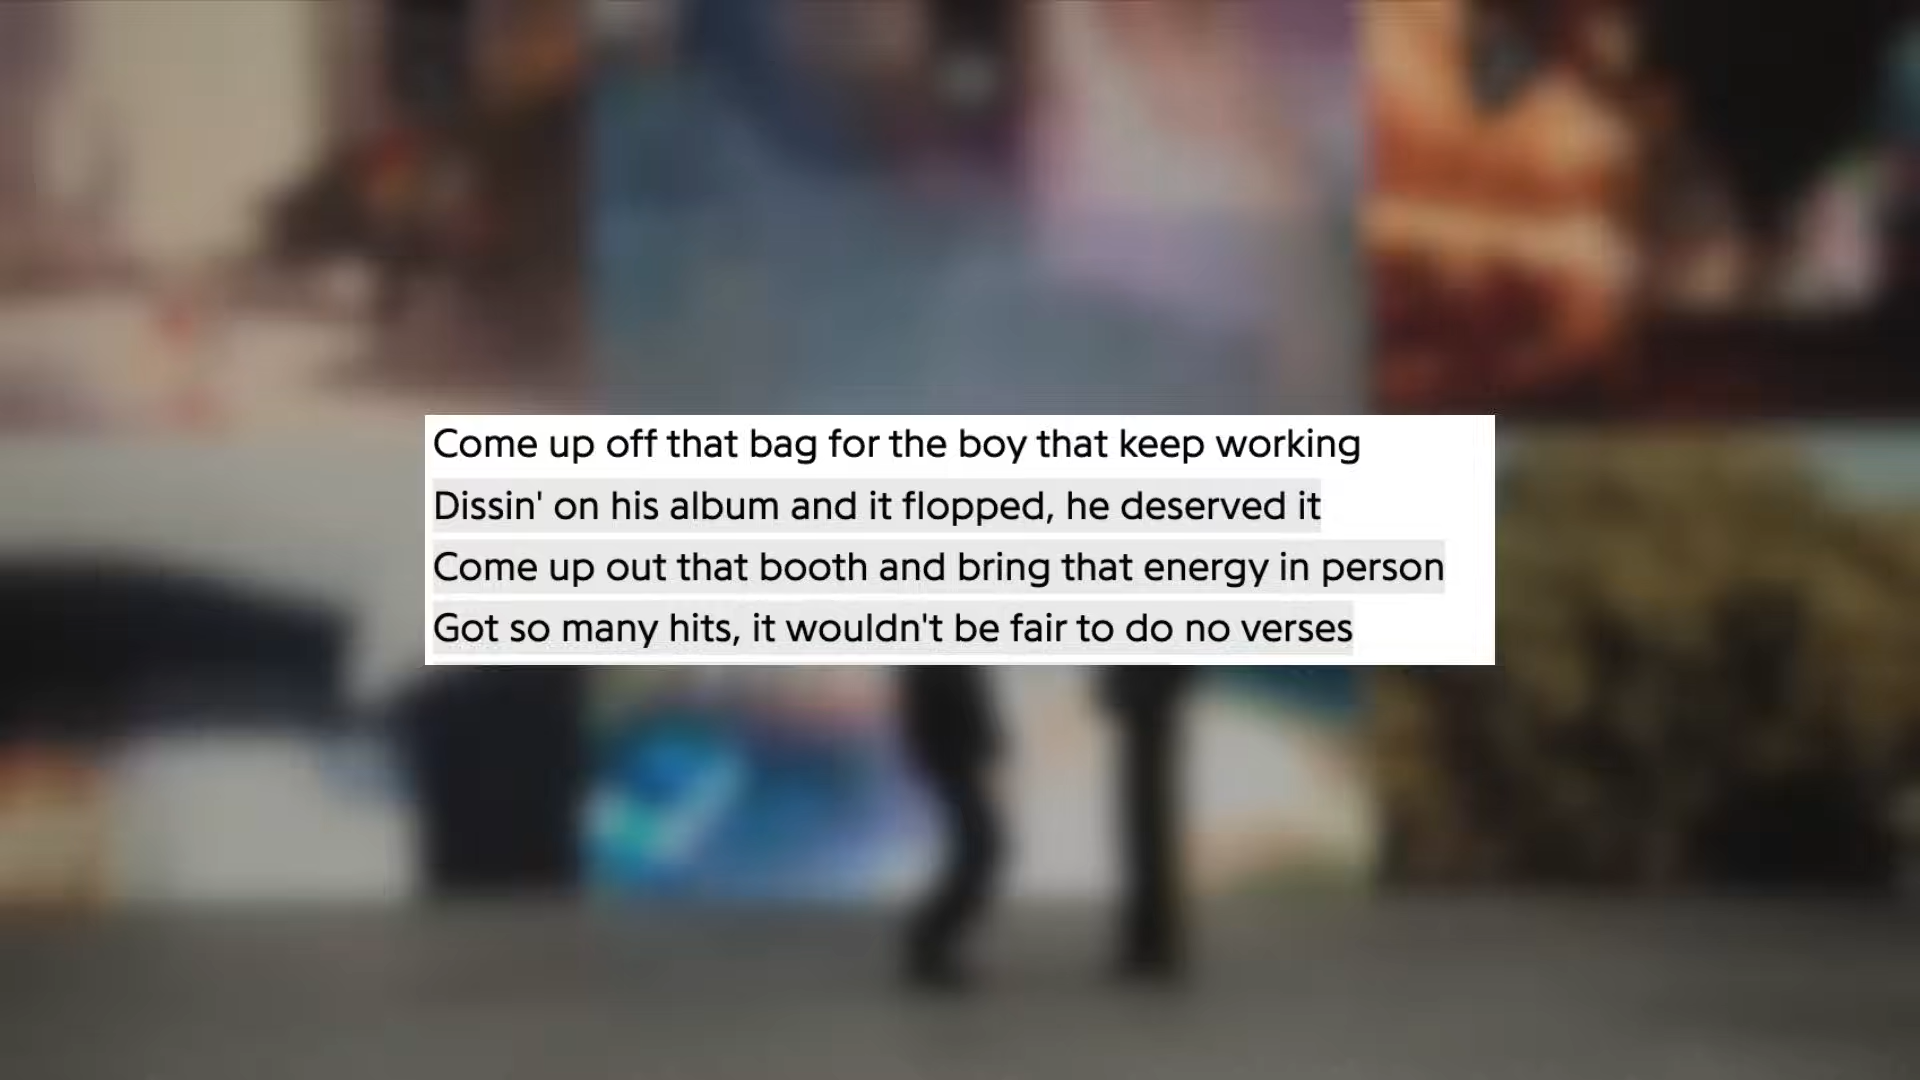 Come up off that bag for the boy that keep working
Dissin' on his album and it flopped, he deserved it
Come up out that booth and bring that energy in person
Got so many hits, it wouldn't be fair to do no verses